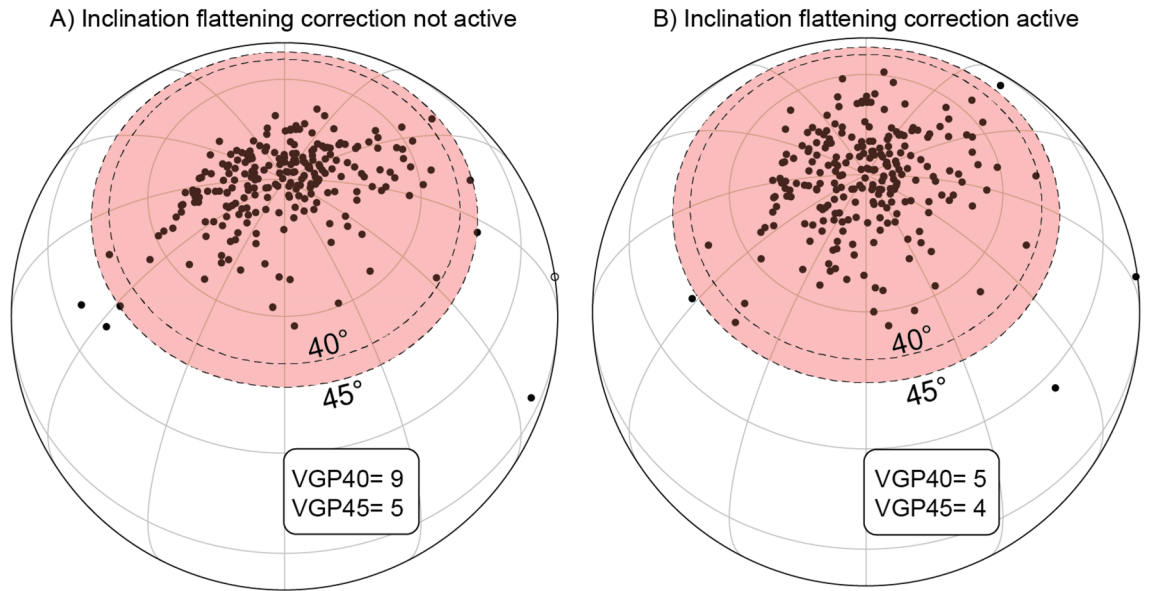 A) Inclination flattening correction not active
40°
45°
VGP40= 9
VGP45= 5
B) Inclination flattening correction active
40°
45°
VGP40= 5
VGP45= 4